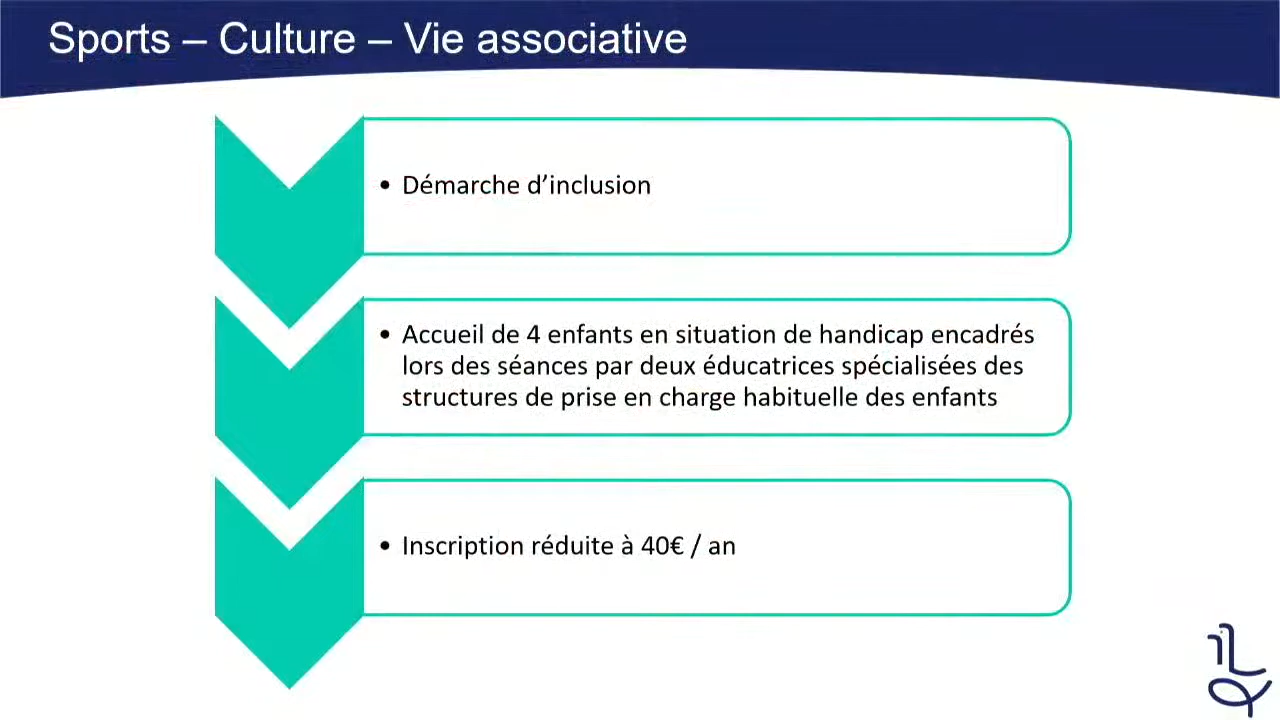 Sports – Culture – Vie associative
• Démarche d’inclusion
• Accueil de 4 enfants en situation de handicap encadrés
lors des séances par deux éducatrices spécialisées des
structures de prise en charge habituelle des enfants
• Inscription réduite à 40€ / an